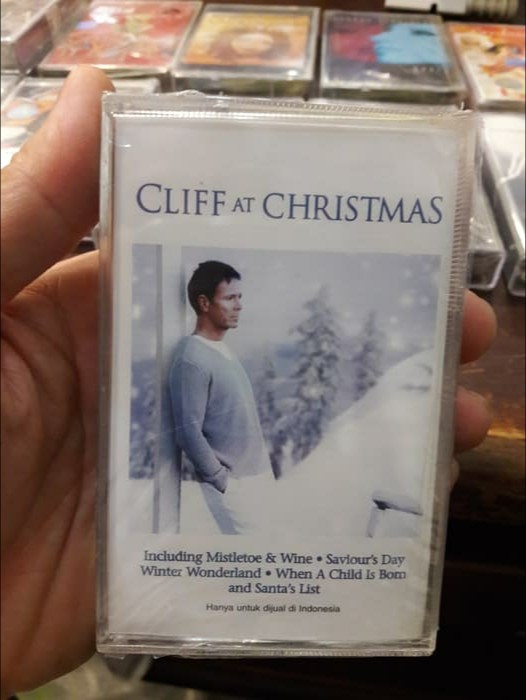 CLIFF AT CHRISTMAS
Including Mistletoe & Wine • Saviour's Day
Winter Wonderland • When A Child Is Born
and Santa's List
Hanya untuk dijual di Indonesia